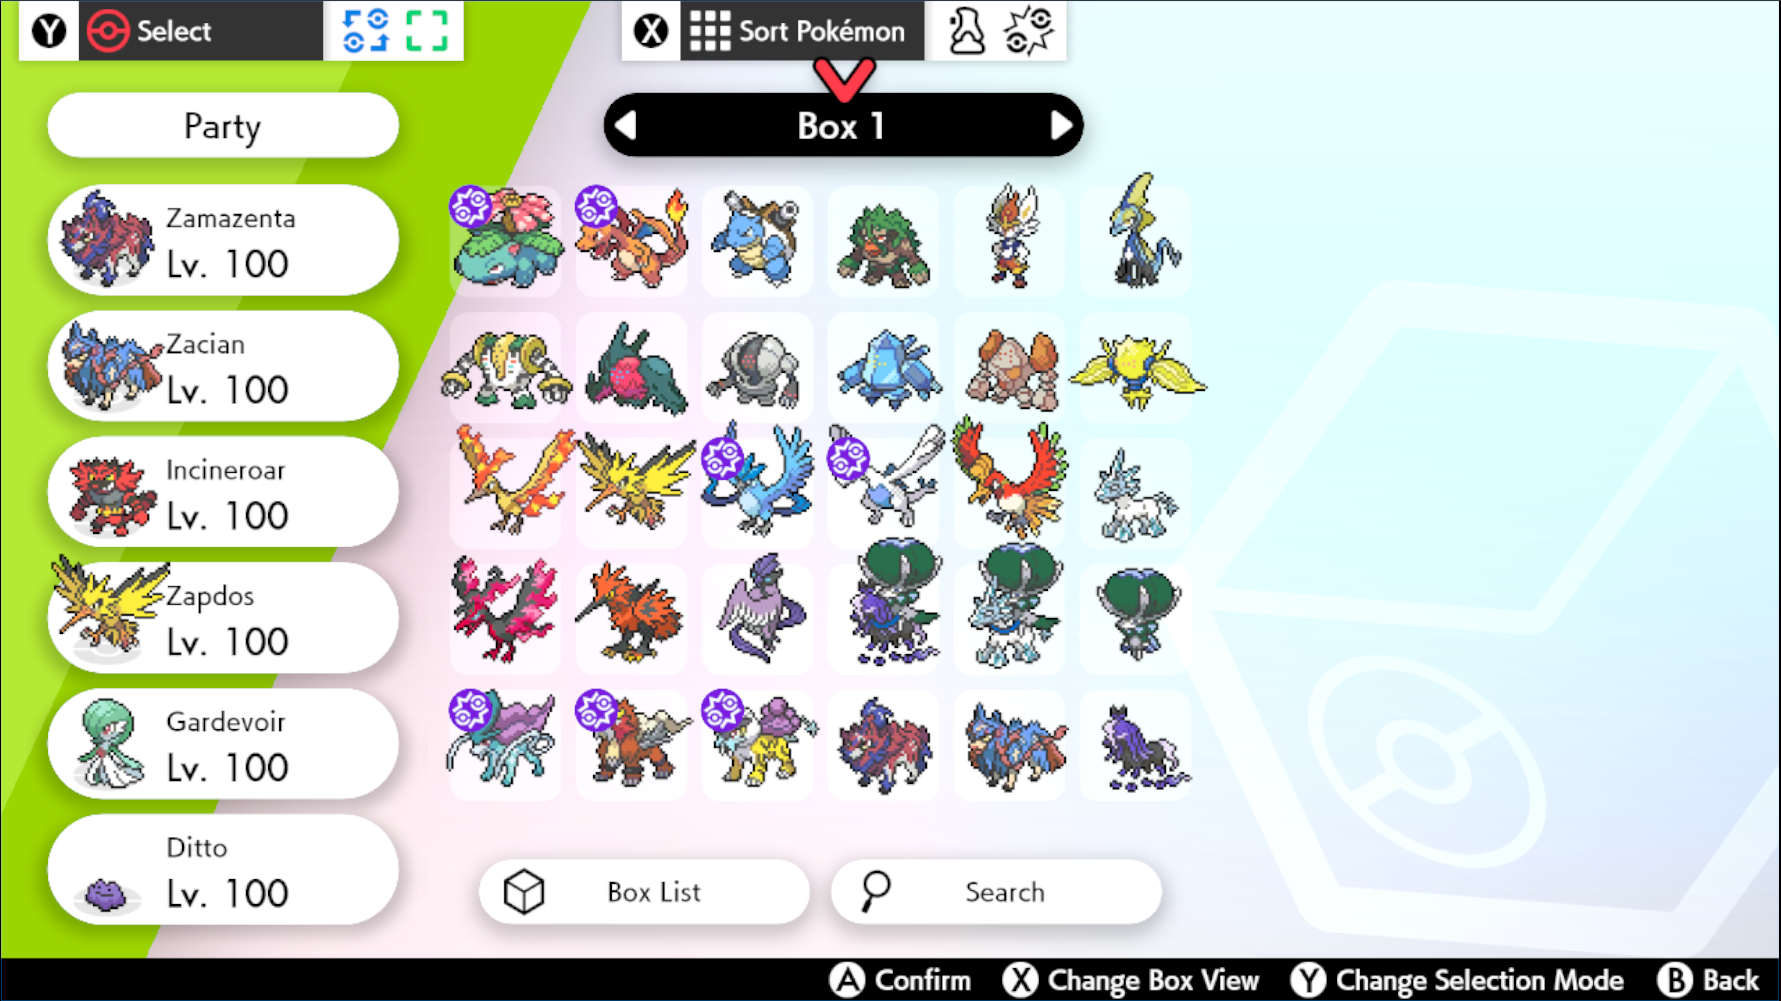 Y Select
X Sort Pokémon
Party
Box 1
Zamazenta
Lv. 100
Zacian
Lv. 100
Incineroar
Lv. 100
Zapdos
Lv. 100
Gardevoir
Lv. 100
Ditto
Lv. 100
Box List
Search
A Confirm X Change Box View Y Change Selection Mode B Back